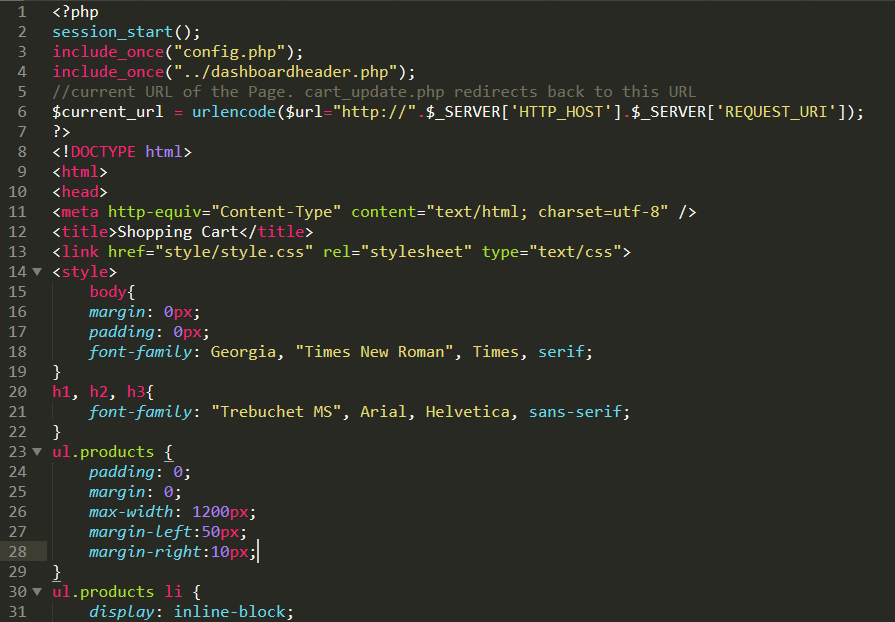 1 <?php
2 session_start();
3 include_once("config.php");
4 include_once("../dashboardheader.php");
5 //current URL of the Page. cart_update.php redirects back to this URL
6 $current_url = urlencode($url="http://".$_SERVER['HTTP_HOST'].$_SERVER['REQUEST_URI']);
7 ?>
8 <!DOCTYPE html>
9 <html>
10 <head>
11 <meta http-equiv="Content-Type" content="text/html; charset=utf-8" />
12 <title>Shopping Cart</title>
13 <link href="style/style.css" rel="stylesheet" type="text/css">
14 <style>
15     body{
16     margin: 0px;
17     padding: 0px;
18     font-family: Georgia, "Times New Roman", Times, serif;
19 }
20 h1, h2, h3{
21     font-family: "Trebuchet MS", Arial, Helvetica, sans-serif;
22 }
23 ul.products {
24     padding: 0;
25     margin: 0;
26     max-width: 1200px;
27     margin-left:50px;
28     margin-right:10px;
29 }
30 ul.products li {
31     display: inline-block;